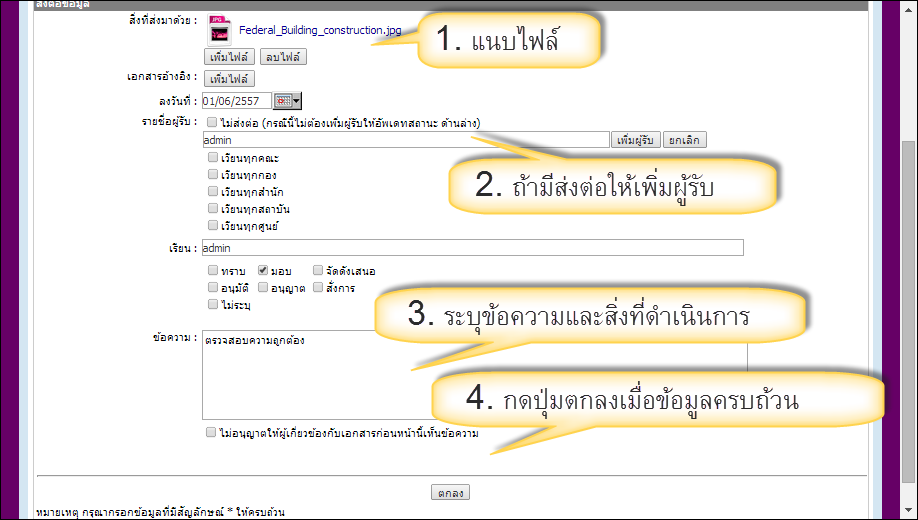 ส่งต่อข้อมูล
สิ่งที่ส่งมาด้วย :
JPG
Federal_Building_construction.jpg
1. แนบไฟล์
เพิ่มไฟล์ ลบไฟล์
เอกสารอ้างอิง : เพิ่มไฟล์
ลงวันที่ : 01/06/2557
รายชื่อผู้รับ : ไม่ส่งต่อ (กรณีนี้ไม่ต้องเพิ่มผู้รับให้อัพเดทสถานะ ด้านล่าง)
admin เพิ่มผู้รับ ยกเลิก
เวียนทุกคณะ
เวียนทุกกอง
2. ถ้ามีส่งต่อให้เพิ่มผู้รับ
เวียนทุกสำนัก
เวียนทุกสถาบัน
เวียนทุกศูนย์
เรียน : admin
ทราบ มอบ จัดดังเสนอ
อนุมัติ อนุญาต สั่งการ
ไม่ระบุ
3. ระบุข้อความและสิ่งที่ดำเนินการ
ข้อความ : ตรวจสอบความถูกต้อง
4. กดปุ่มตกลงเมื่อข้อมูลครบถ้วน
ไม่อนุญาตให้ผู้เกี่ยวข้องกับเอกสารก่อนหน้านี้เห็นข้อความ
ตกลง
หมายเหตุ กรุณากรอกข้อมูลที่มีสัญลักษณ์ * ให้ครบถ้วน